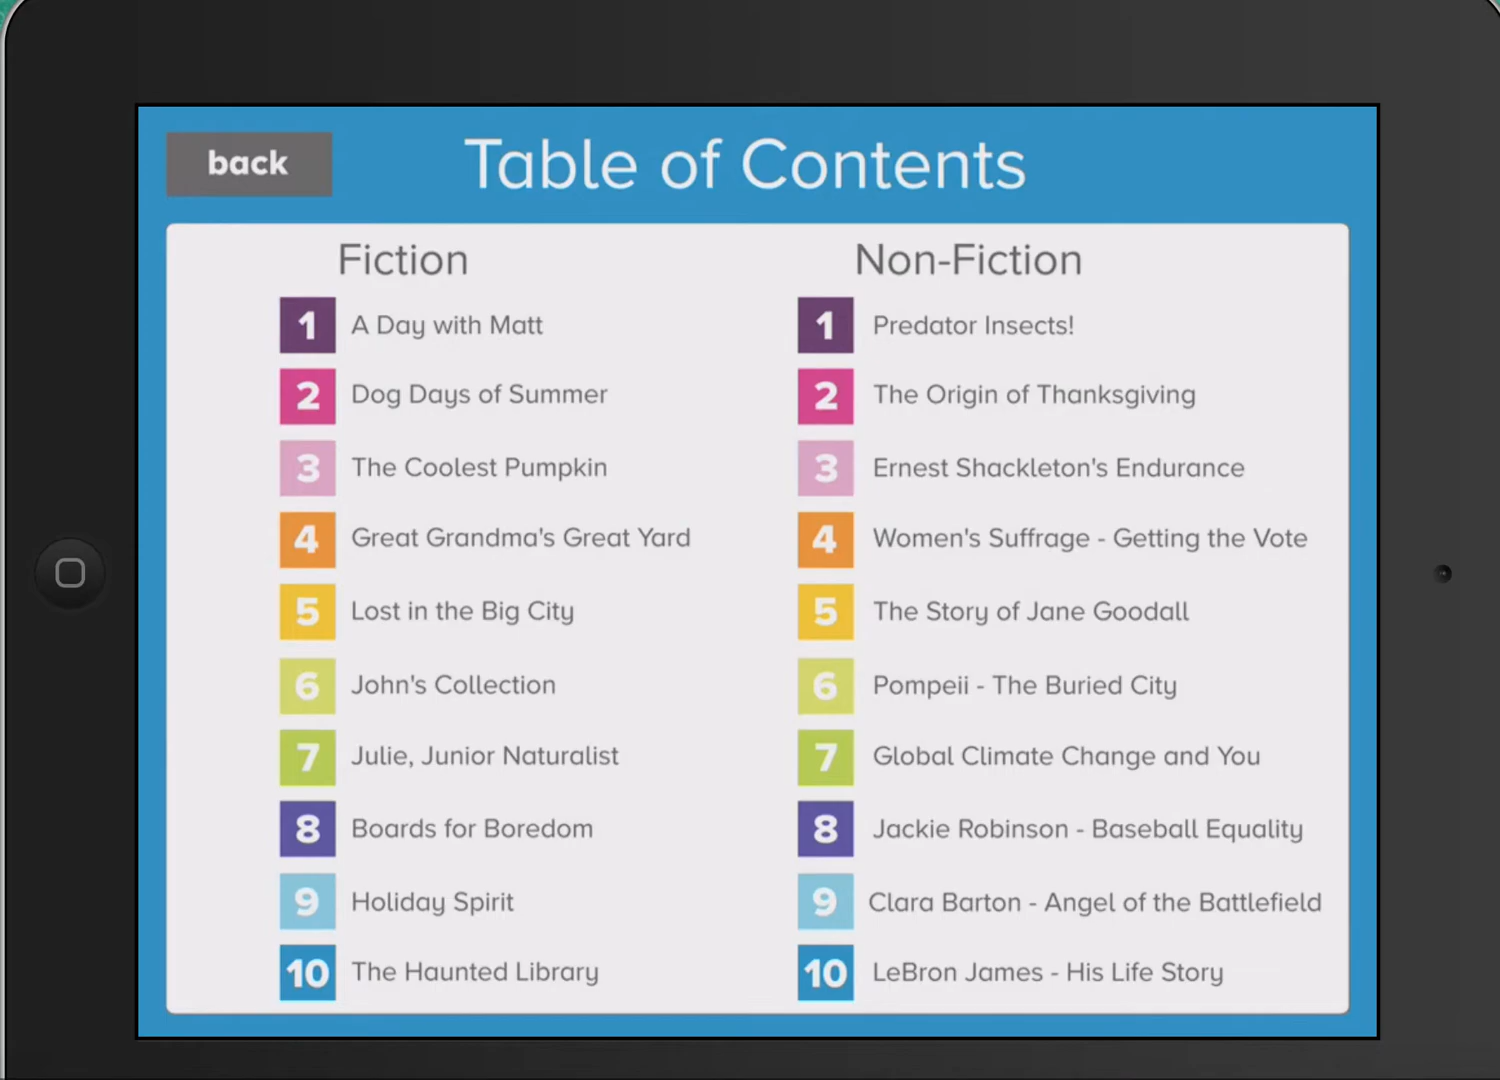 back
Table of Contents
Fiction
1 A Day with Matt
2 Dog Days of Summer
3 The Coolest Pumpkin
4 Great Grandma's Great Yard
5 Lost in the Big City
6 John's Collection
7 Julie, Junior Naturalist
8 Boards for Boredom
9 Holiday Spirit
10 The Haunted Library
Non-Fiction
1 Predator Insects!
2 The Origin of Thanksgiving
3 Ernest Shackleton's Endurance
4 Women's Suffrage - Getting the Vote
5 The Story of Jane Goodall
6 Pompeii - The Buried City
7 Global Climate Change and You
8 Jackie Robinson - Baseball Equality
9 Clara Barton - Angel of the Battlefield
10 LeBron James - His Life Story